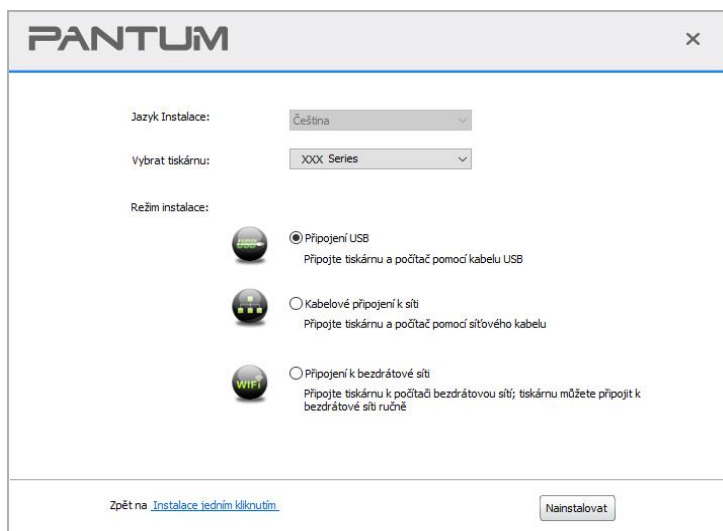 PANTUM
Jazyk Instalace:
Čeština
Vybrat tiskárnu:
XXX Series
Režim instalace:
USB
Připojení USB
Připojte tiskárnu a počítač pomocí kabelu USB
Kabelové připojení k síti
Připojte tiskárnu a počítač pomocí síťového kabelu
WIFI
Připojení k bezdrátové síti
Připojte tiskárnu k počítači bezdrátovou sítí; tiskárnu můžete připojit k
bezdrátové síti ručně
Zpět na Instalace jedním kliknutím
Nainstalovat